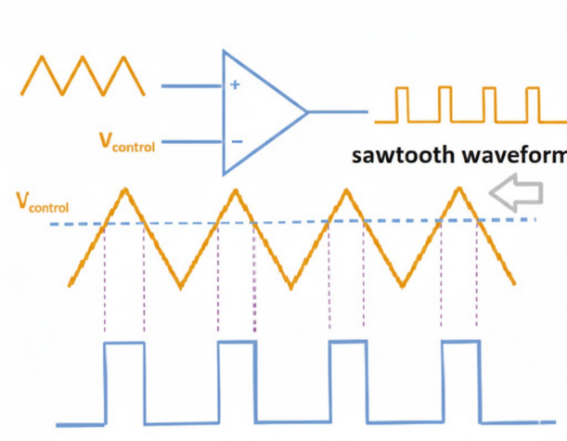 +
Vcontrol
−
sawtooth waveform
Vcontrol